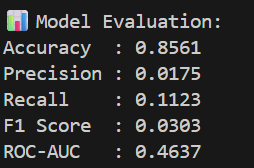 📊 Model Evaluation:
Accuracy  : 0.8561
Precision : 0.0175
Recall    : 0.1123
F1 Score  : 0.0303
ROC-AUC   : 0.4637